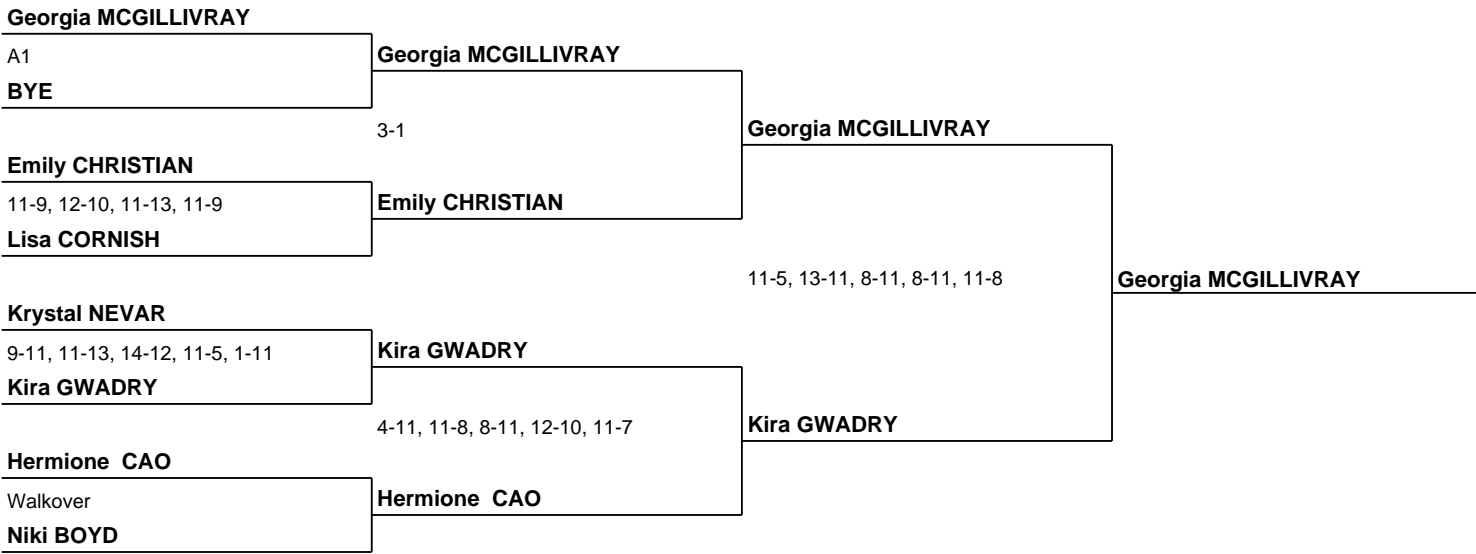 Georgia MCGILLIVRAY
A1
BYE
Emily CHRISTIAN
11-9, 12-10, 11-13, 11-9
Lisa CORNISH
Krystal NEVAR
9-11, 11-13, 14-12, 11-5, 1-11
Kira GWADRY
Hermione  CAO
Walkover
Niki BOYD
Georgia MCGILLIVRAY
3-1
Emily CHRISTIAN
Kira GWADRY
4-11, 11-8, 8-11, 12-10, 11-7
Hermione  CAO
Georgia MCGILLIVRAY
11-5, 13-11, 8-11, 8-11, 11-8
Kira GWADRY
Georgia MCGILLIVRAY